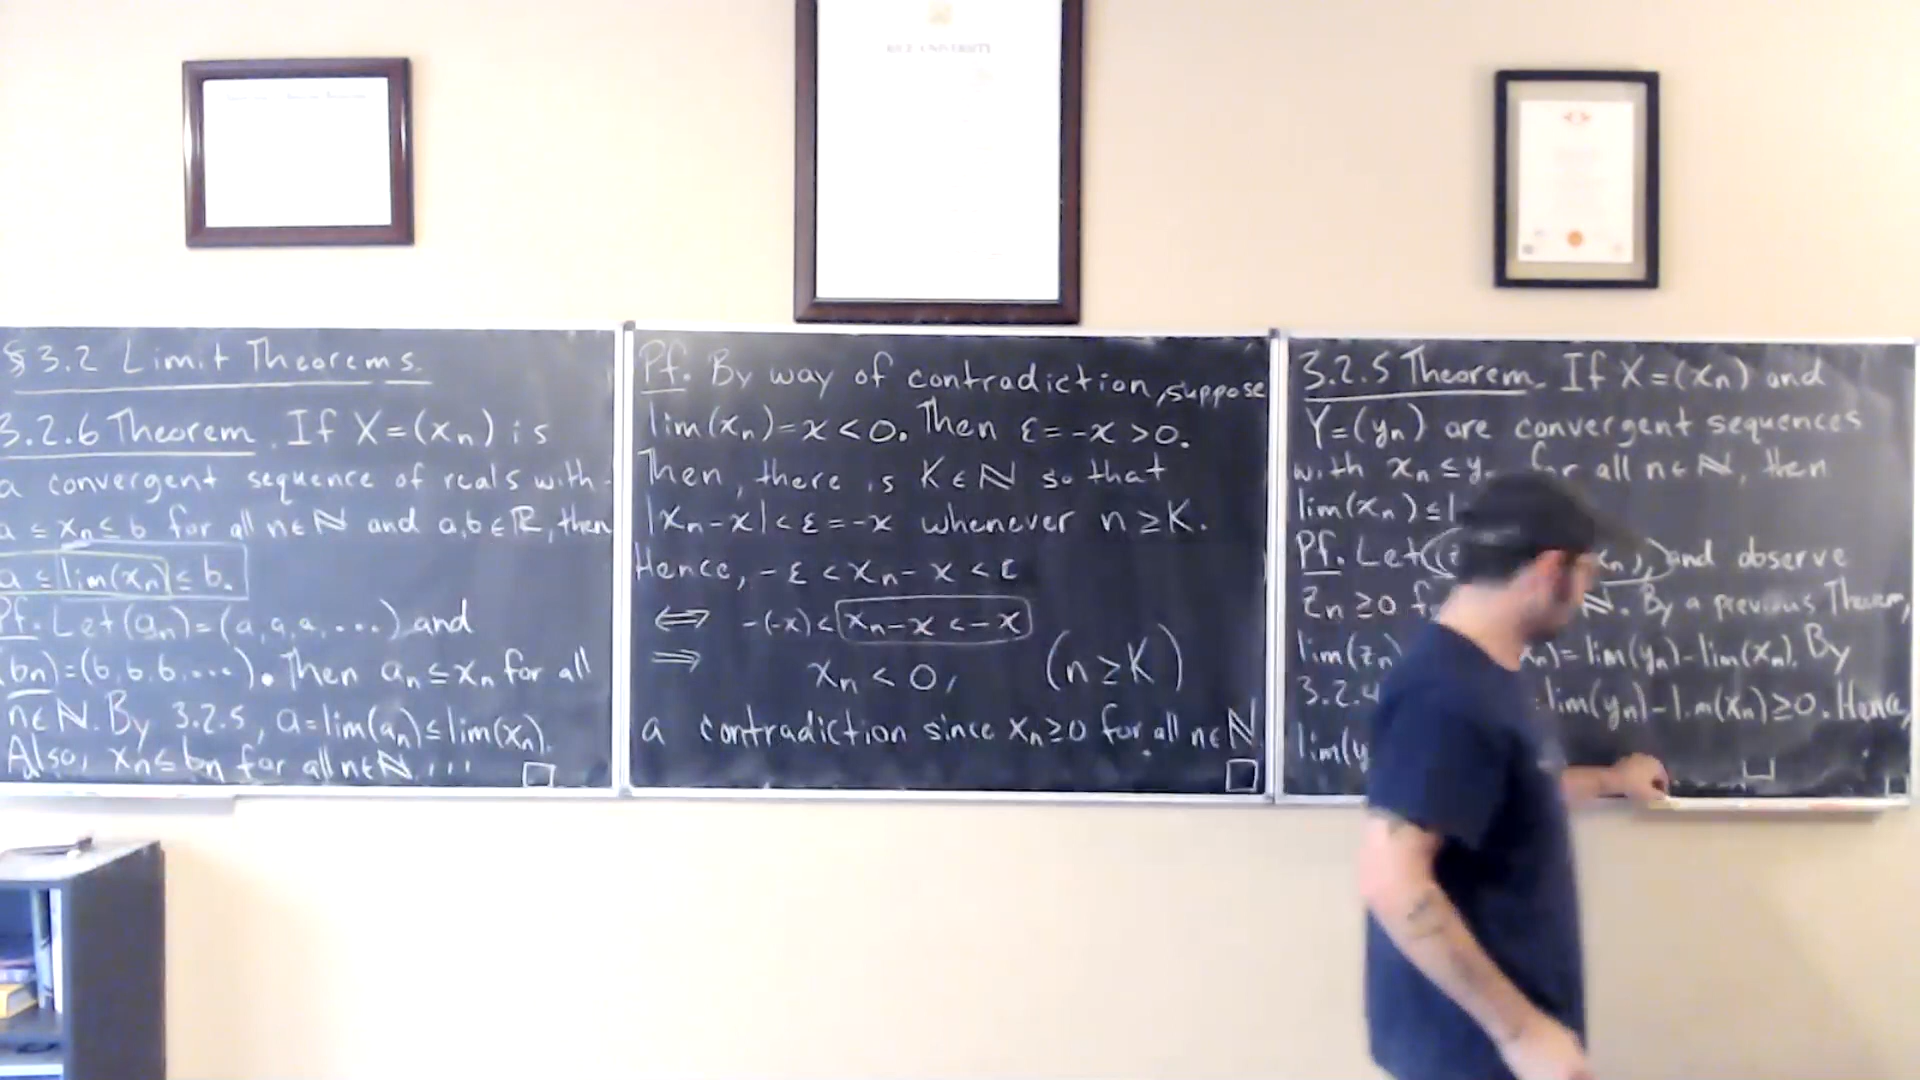 RICE UNIVERSITY
§ 3.2 Limit Theorems.
3.2.6 Theorem. If X=(xₙ) is
a convergent sequence of reals with
a ≤ xₙ ≤ b for all n∈ℕ and a,b∈ℝ, then
a ≤ lim(xₙ) ≤ b.
Pf. Let (aₙ)=(a,a,a,...) and
(bₙ)=(b,b,b,...). Then aₙ≤xₙ for all
n∈ℕ. By 3.2.5, a=lim(aₙ)≤lim(xₙ).
Also, xₙ≤bₙ for all n∈ℕ ... □
Pf. By way of contradiction, suppose
lim(xₙ)=x<0. Then ε=-x>0.
Then, there is K∈ℕ so that
|xₙ-x|<ε=-x whenever n≥K.
Hence, -ε<xₙ-x<ε
⟺ -(-x)<xₙ-x<-x
⟹ xₙ<0, (n≥K)
a contradiction since xₙ≥0 for all n∈ℕ
□
3.2.5 Theorem. If X=(xₙ) and
Y=(yₙ) are convergent sequences
with xₙ≤y for all n∈ℕ, then
lim(xₙ)≤
Pf. Let xₙ), and observe
zₙ≥0 ℕ. By a previous Theorem,
lim(zₙ) xₙ)=lim(yₙ)-lim(xₙ). By
3.2.4 lim(yₙ)-lim(xₙ)≥0. Hence,
lim(y □